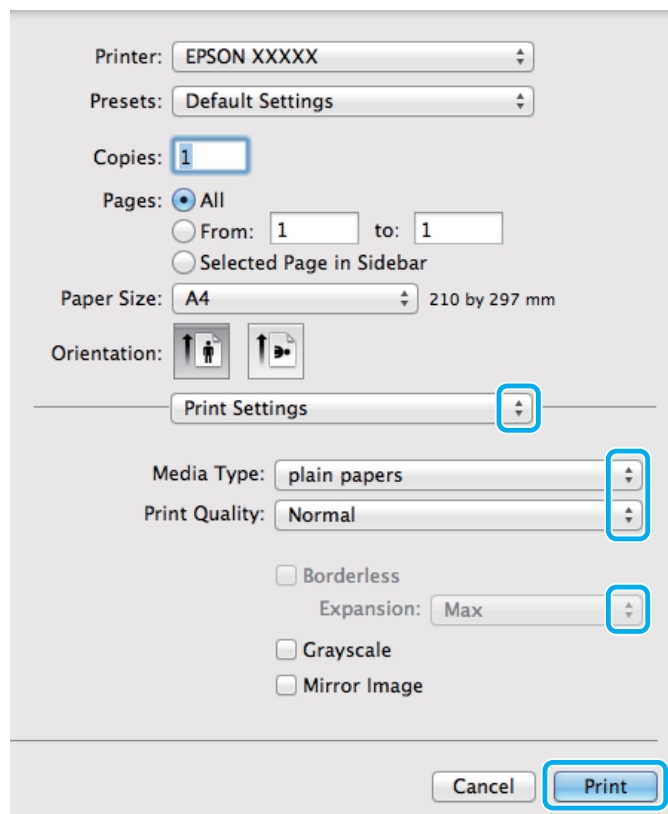 Printer: EPSON XXXXX
Presets: Default Settings
Copies: 1
Pages: All
From: 1 to: 1
Selected Page in Sidebar
Paper Size: A4 210 by 297 mm
Orientation:
Print Settings
Media Type: plain papers
Print Quality: Normal
Borderless
Expansion: Max
Grayscale
Mirror Image
Cancel Print